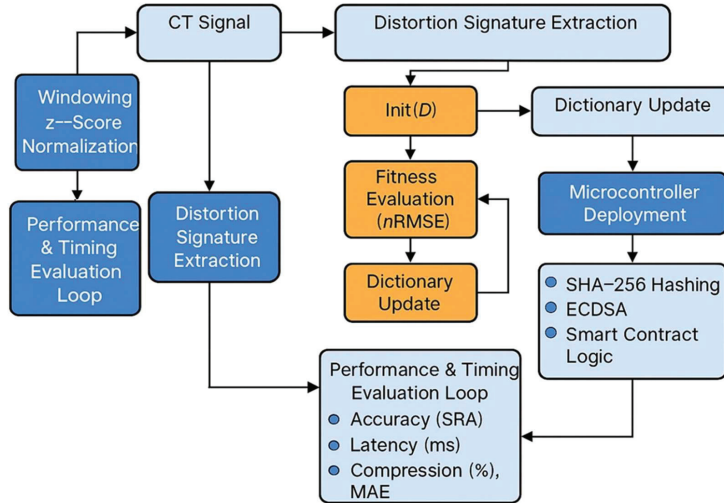 CT Signal
Distortion Signature Extraction
Windowing
z--Score
Normalization
Init(D)
Dictionary Update
Performance
& Timing
Evaluation
Loop
Distortion
Signature
Extraction
Fitness
Evaluation
(nRMSE)
Microcontroller
Deployment
Dictionary
Update
SHA–256 Hashing
ECDSA
Smart Contract
Logic
Performance & Timing
Evaluation Loop
Accuracy (SRA)
Latency (ms)
Compression (%),
MAE